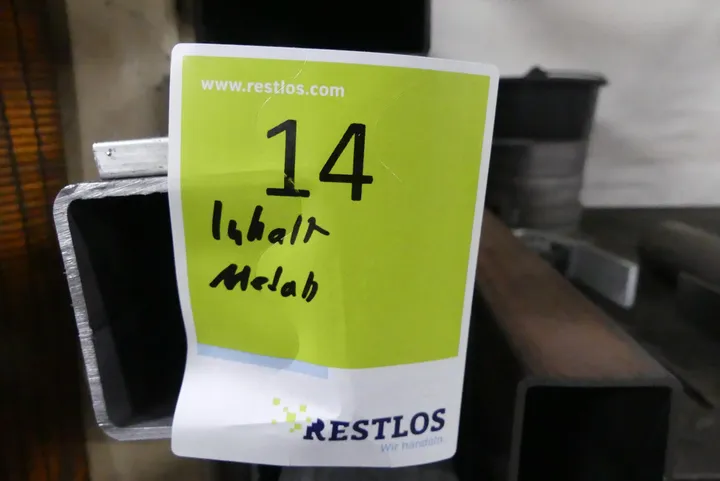 www.restlos.com
14
Inhalt
Metall
RESTLOS
Wir handeln.